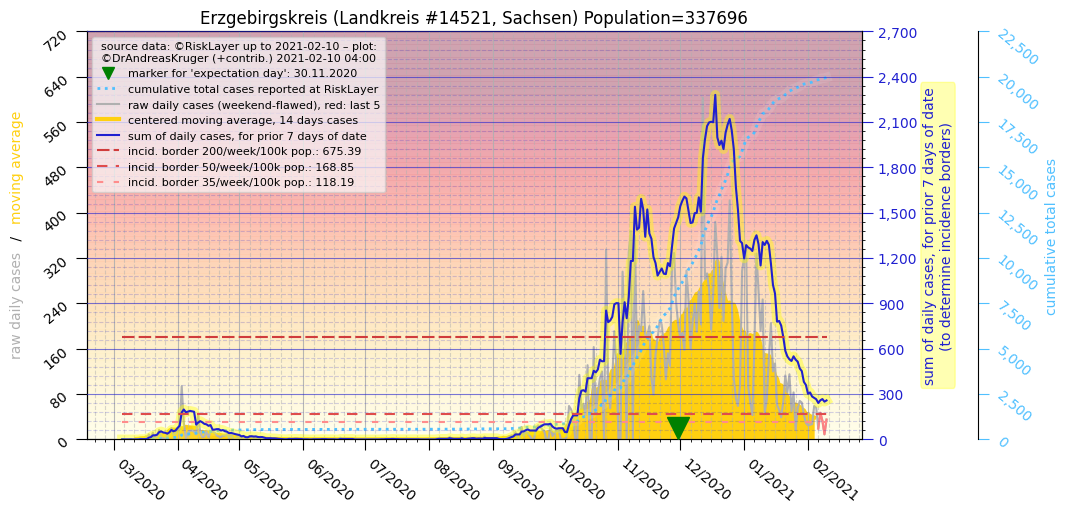 Erzgebirgskreis (Landkreis #14521, Sachsen) Population=337696
source data: ©RiskLayer up to 2021-02-10 – plot:
©DrAndreasKruger (+contrib.) 2021-02-10 04:00
marker for 'expectation day': 30.11.2020
cumulative total cases reported at RiskLayer
raw daily cases (weekend-flawed), red: last 5
centered moving average, 14 days cases
sum of daily cases, for prior 7 days of date
incid. border 200/week/100k pop.: 675.39
incid. border 50/week/100k pop.: 168.85
incid. border 35/week/100k pop.: 118.19
raw daily cases / moving average
720
640
560
480
400
320
240
160
80
0
03/2020
04/2020
05/2020
06/2020
07/2020
08/2020
09/2020
10/2020
11/2020
12/2020
01/2021
02/2021
2,700
2,400
2,100
1,800
1,500
1,200
900
600
300
0
sum of daily cases, for prior 7 days of date
(to determine incidence borders)
22,500
20,000
17,500
15,000
12,500
10,000
7,500
5,000
2,500
0
cumulative total cases